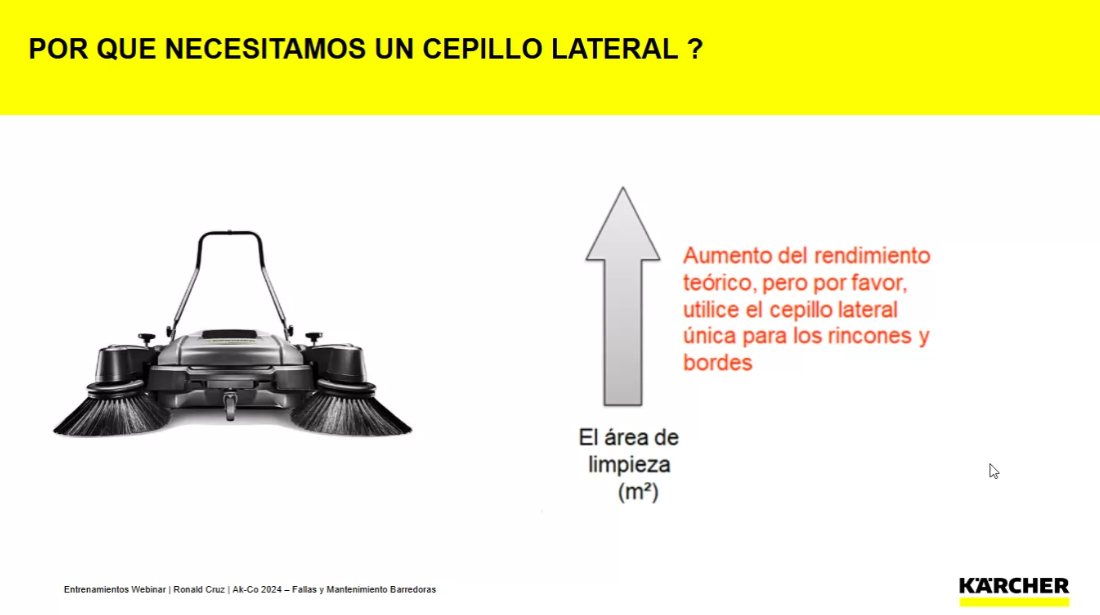 POR QUE NECESITAMOS UN CEPILLO LATERAL ?
Aumento del rendimiento
teórico, pero por favor,
utilice el cepillo lateral
única para los rincones y
bordes
El área de
limpieza
(m²)
Entrenamientos Webinar | Ronald Cruz | Ak-Co 2024 – Fallas y Mantenimiento Barredoras
KÄRCHER